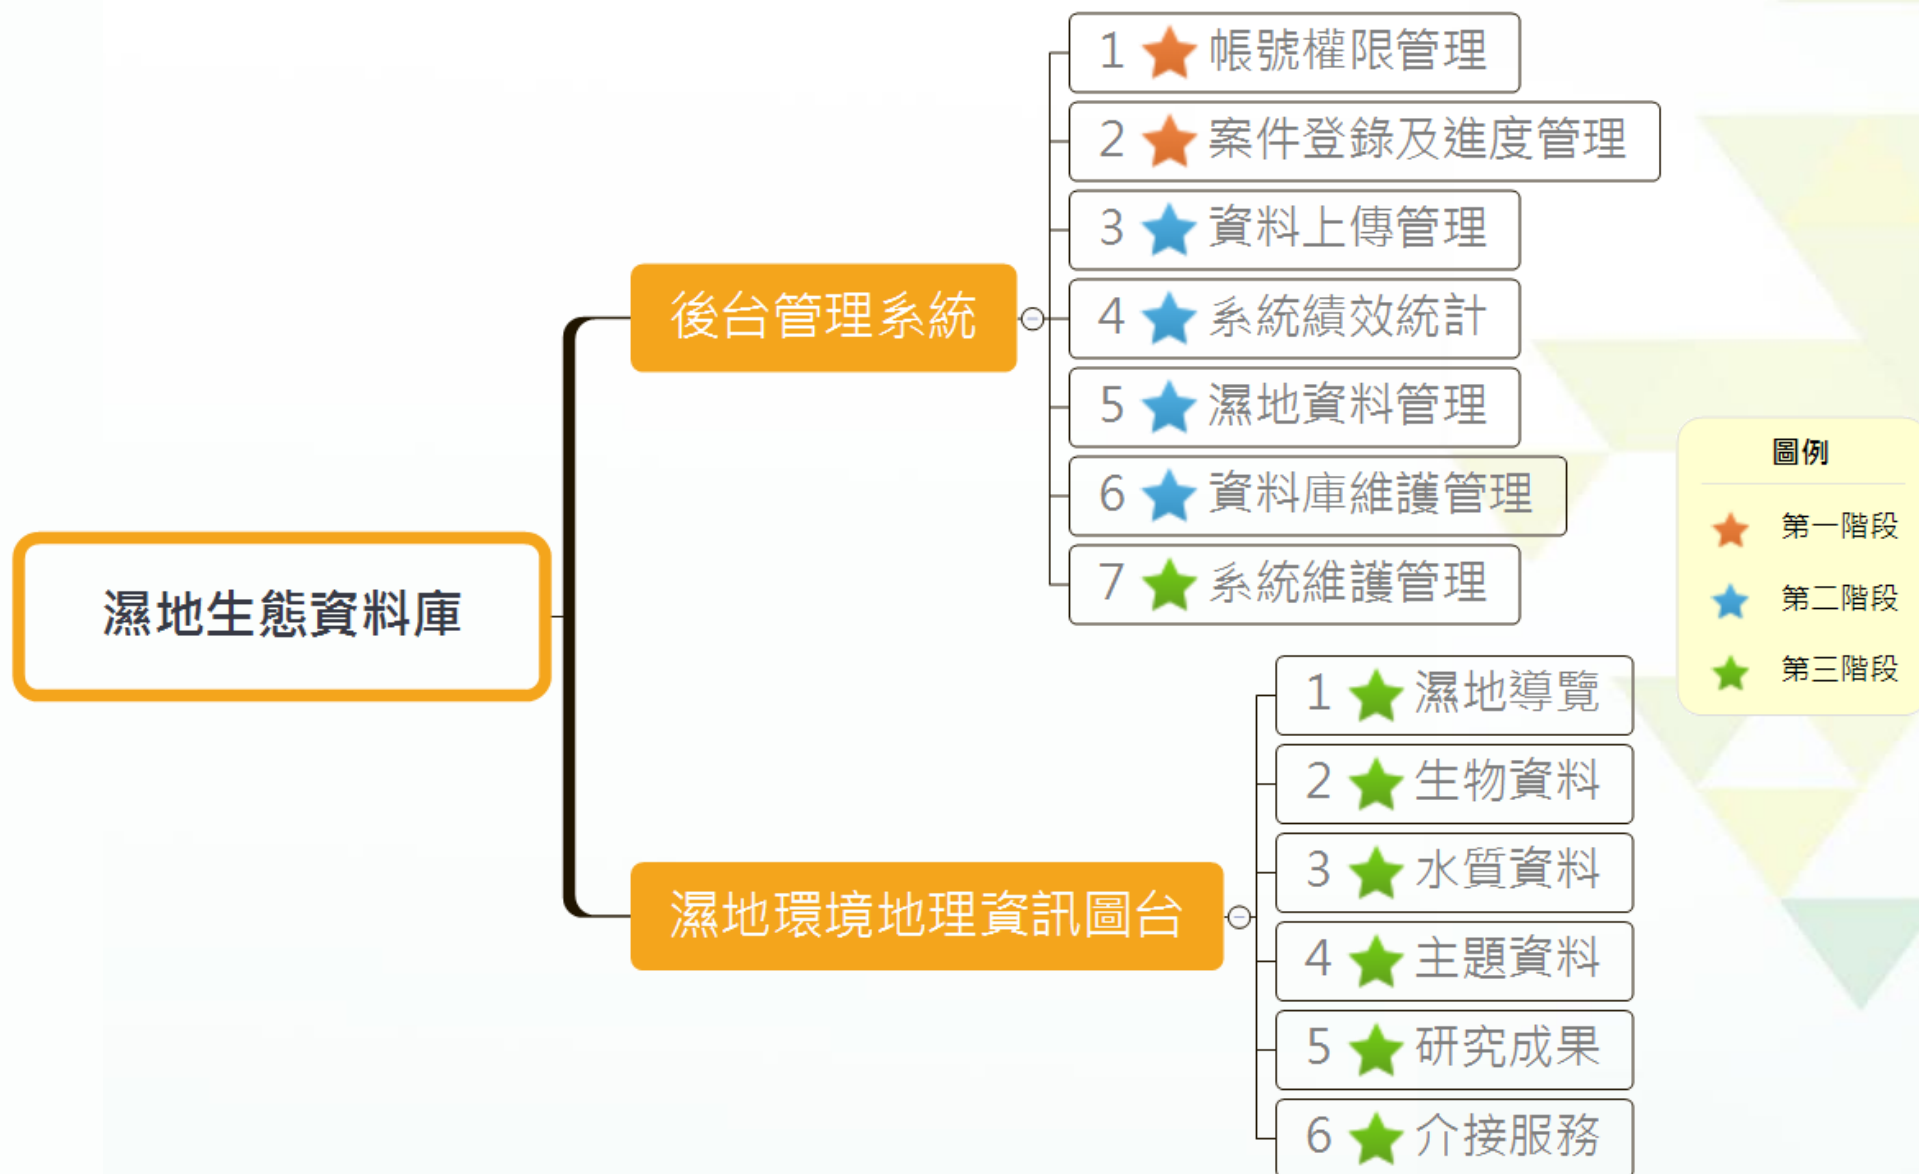 濕地生態資料庫
後台管理系統
1 帳號權限管理
2 案件登錄及進度管理
3 資料上傳管理
4 系統績效統計
5 濕地資料管理
6 資料庫維護管理
7 系統維護管理
濕地環境地理資訊圖台
1 濕地導覽
2 生物資料
3 水質資料
4 主題資料
5 研究成果
6 介接服務
圖例
第一階段
第二階段
第三階段